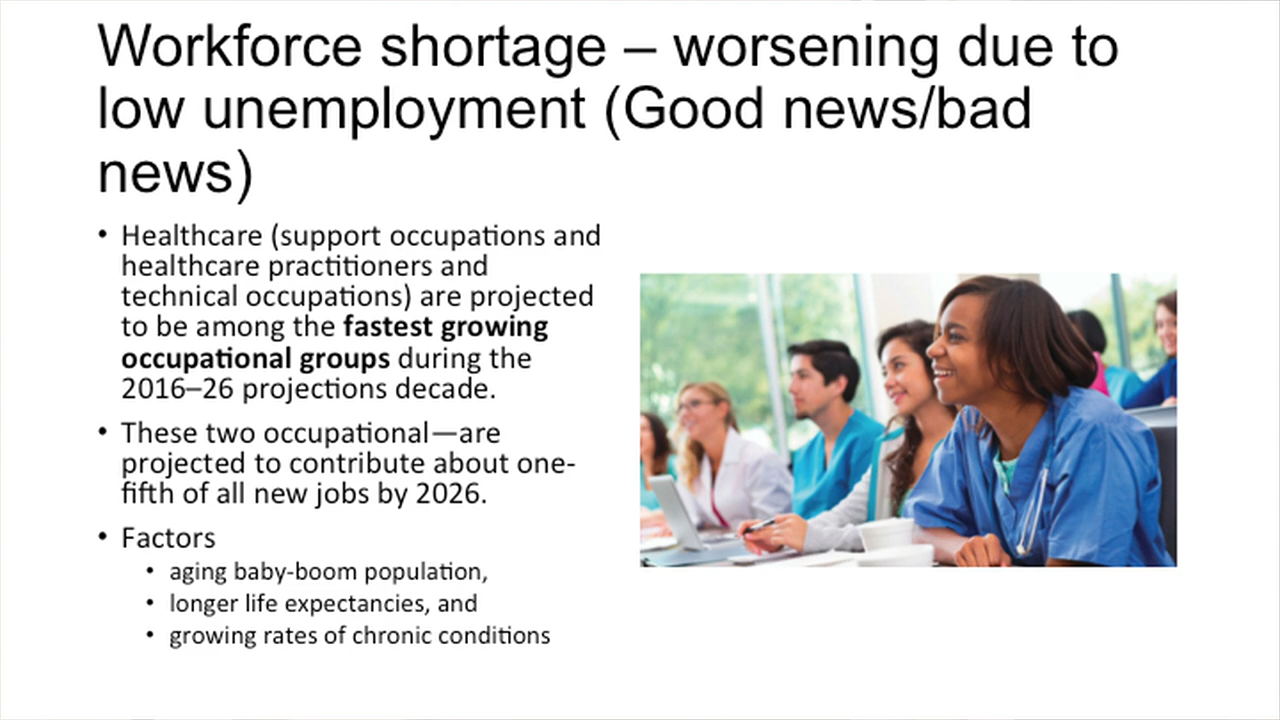 Workforce shortage – worsening due to
low unemployment (Good news/bad
news)
• Healthcare (support occupations and
healthcare practitioners and
technical occupations) are projected
to be among the fastest growing
occupational groups during the
2016–26 projections decade.
• These two occupational—are
projected to contribute about one-
fifth of all new jobs by 2026.
• Factors
• aging baby-boom population,
• longer life expectancies, and
• growing rates of chronic conditions